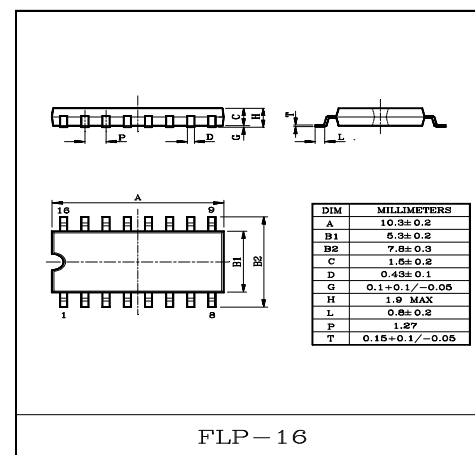 T
C
H
G
P
D
L
A
16
9
B1
B2
1
8
DIM MILLIMETERS
A 10.3± 0.2
B1 5.3± 0.2
B2 7.8± 0.3
C 1.5± 0.2
D 0.43± 0.1
G 0.1+0.1/−0.05
H 1.9 MAX
L 0.8± 0.2
P 1.27
T 0.15+0.1/−0.05
FLP−16